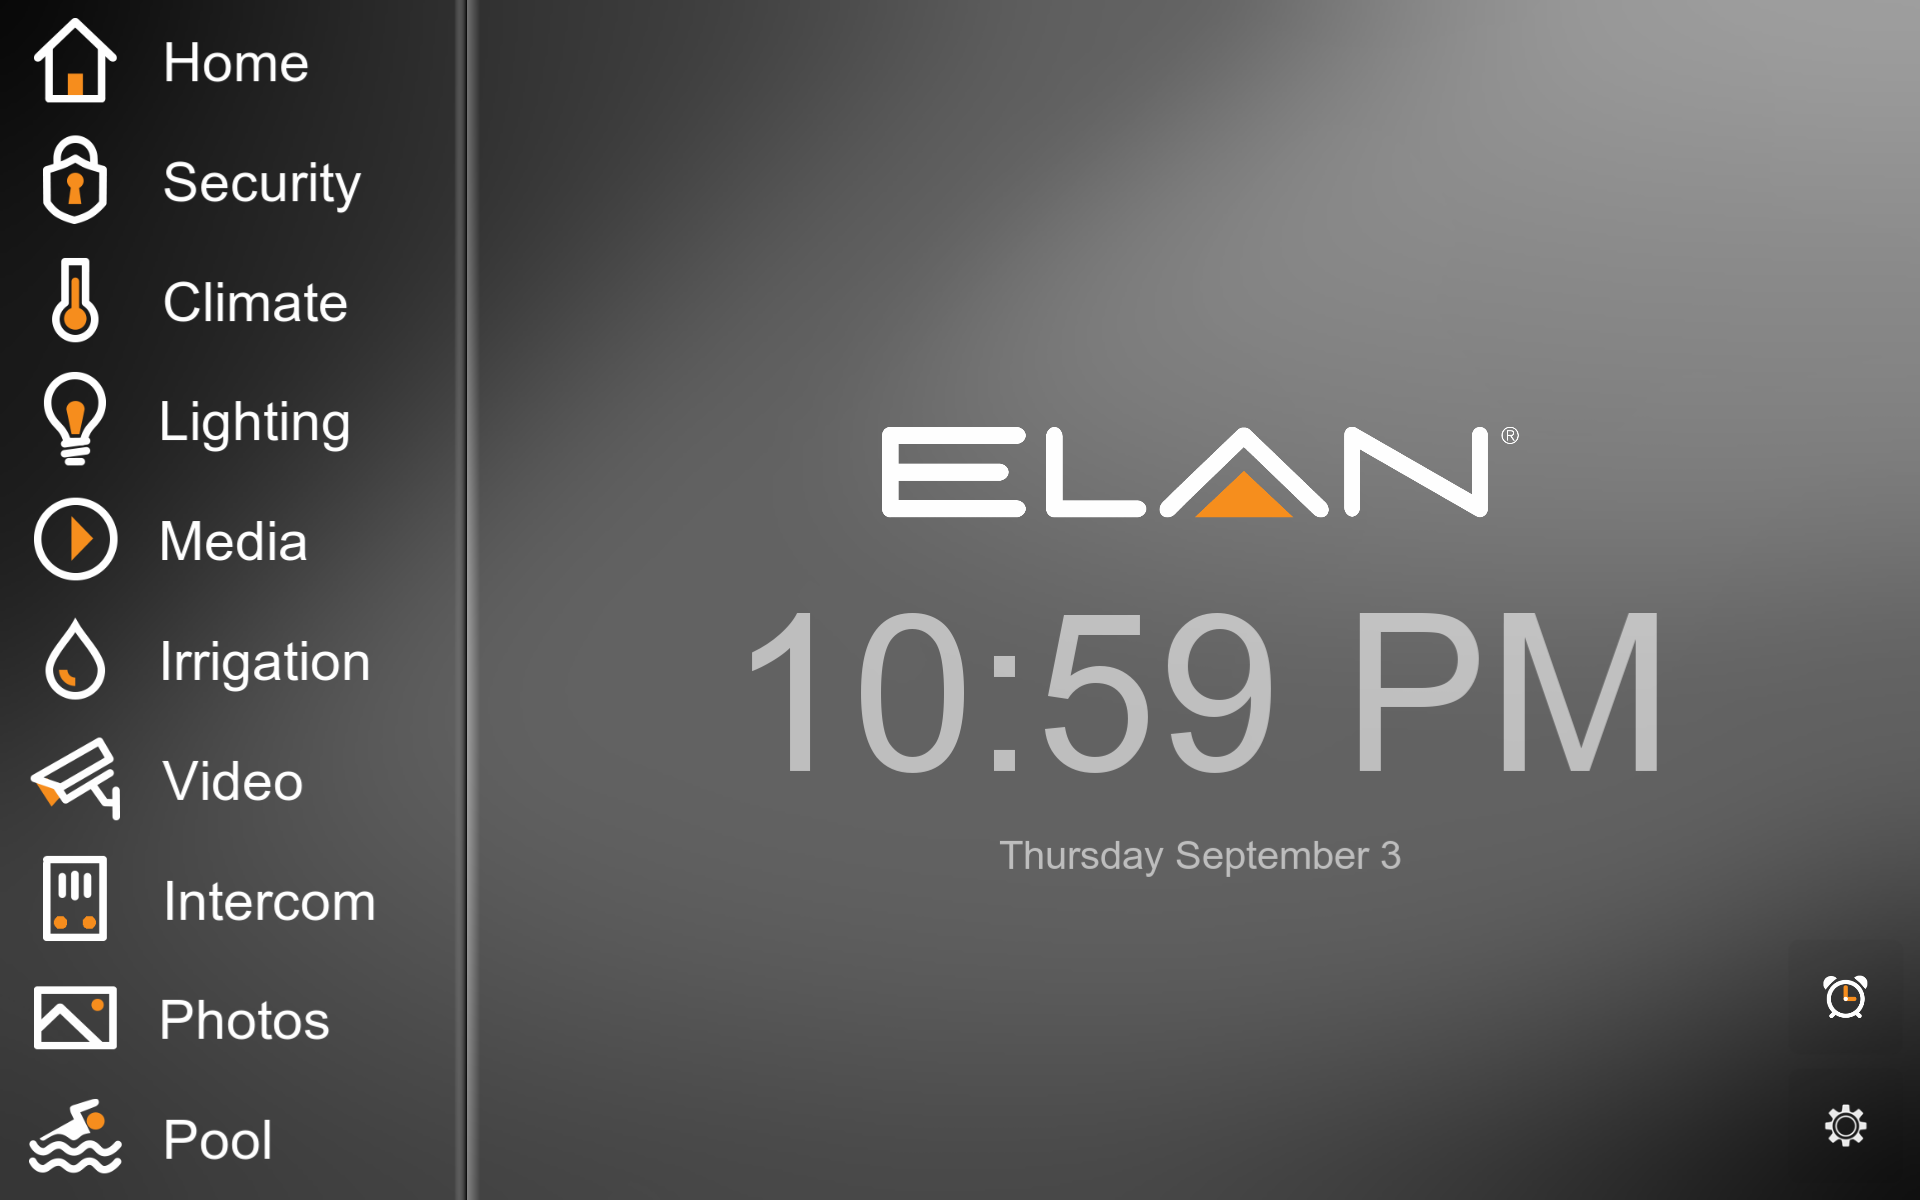 Home
Security
Climate
Lighting
Media
Irrigation
Video
Intercom
Photos
Pool
ELAN®
10:59 PM
Thursday September 3